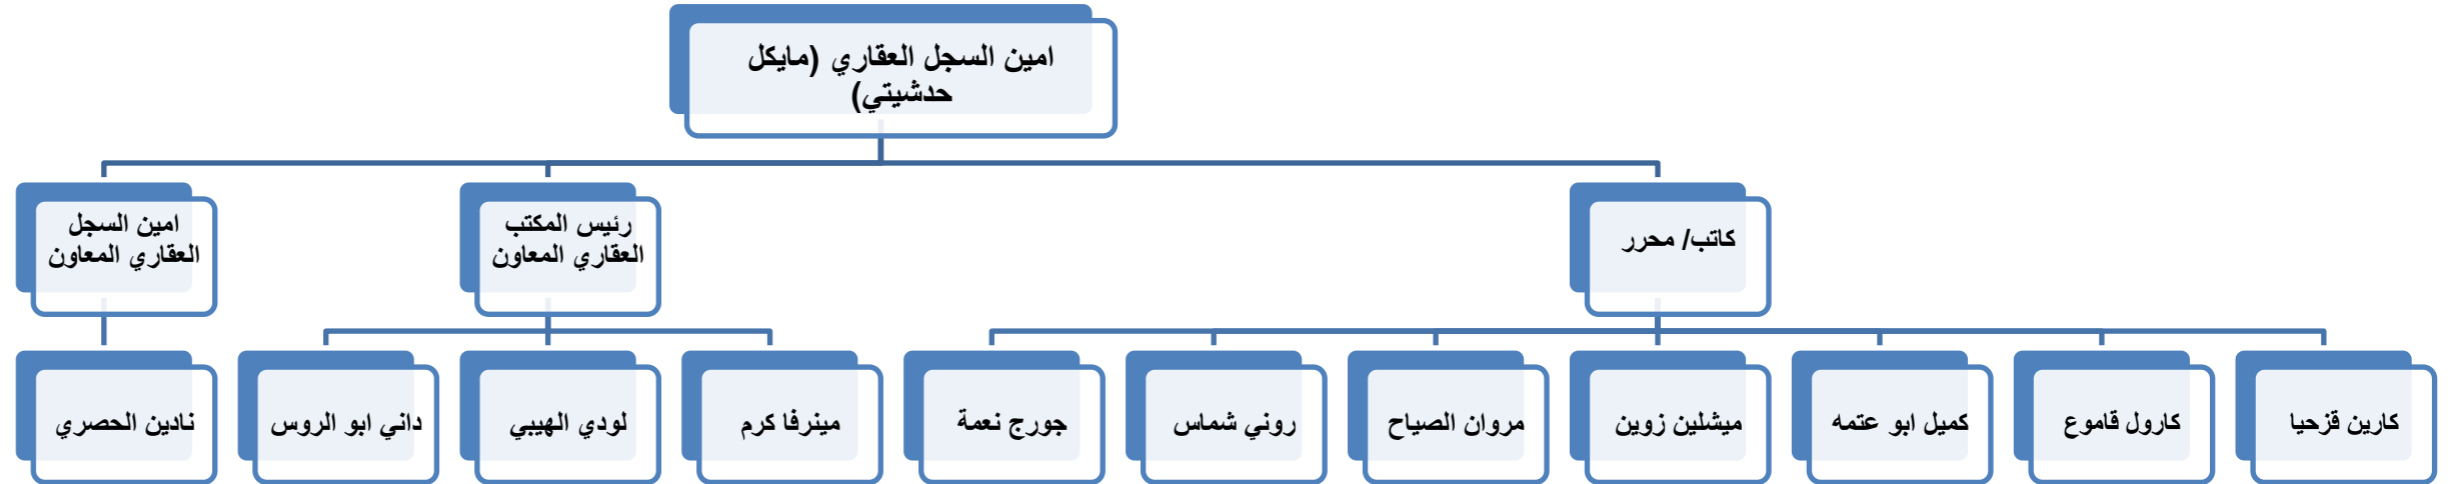 امين السجل العقاري (مايكل
حدشيتي)
كاتب/ محرر
رئيس المكتب
العقاري المعاون
امين السجل
العقاري المعاون
كارين قزحيا
كارول قاموع
كميل ابو عتمه
ميشلين زوين
مروان الصياح
روني شماس
جورج نعمة
مينرفا كرم
لودي الهيبي
داني ابو الروس
نادين الحصري